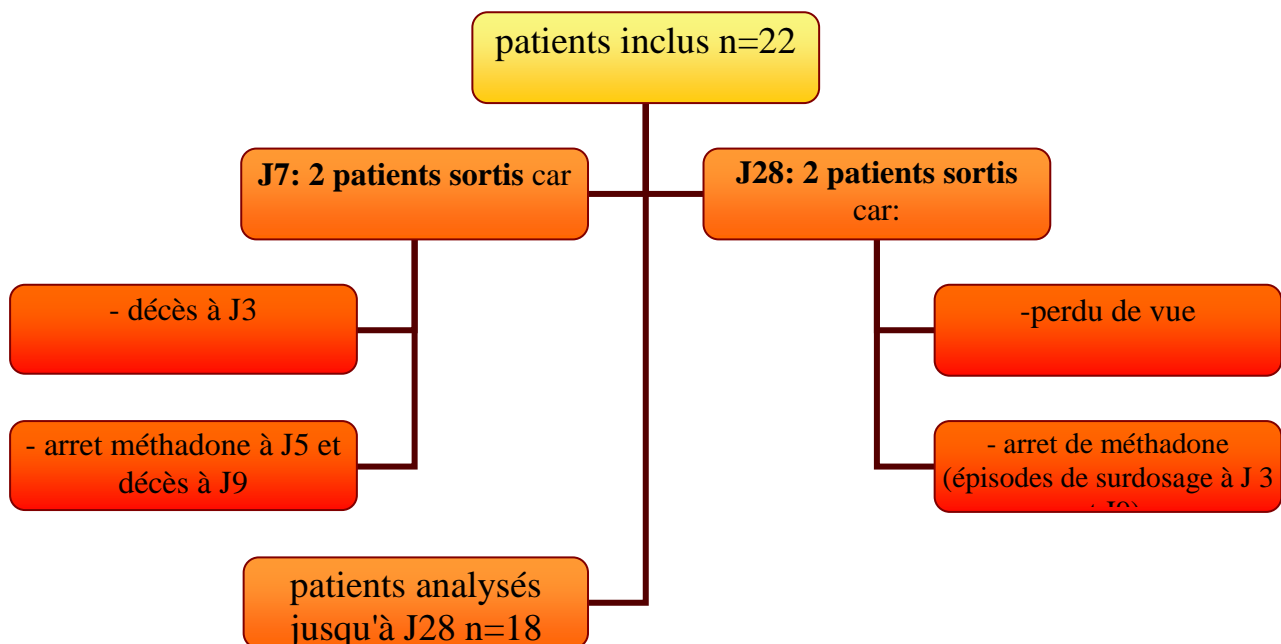 patients inclus n=22
J7: 2 patients sortis car
J28: 2 patients sortis
car:
- décès à J3
-perdu de vue
- arret méthadone à J5 et
décès à J9
- arret de méthadone
(épisodes de surdosage à J 3
patients analysés
jusqu'à J28 n=18